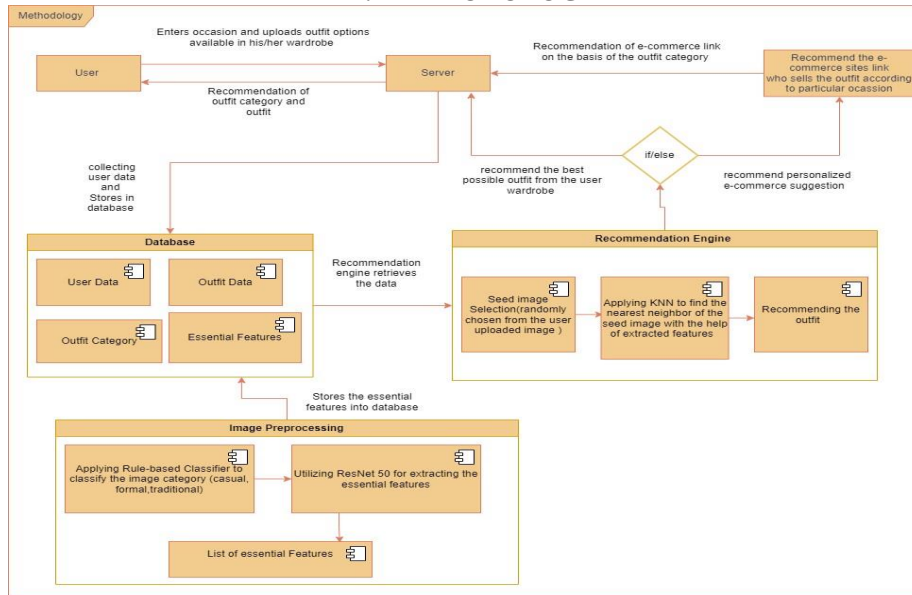 Methodology
Enters occasion and uploads outfit options
available in his/her wardrobe
User
Server
Recommendation of
outfit category and
outfit
Recommendation of e-commerce link
on the basis of the outfit category
Recommend the e-
commerce sites link
who sells the outfit according
to particular ocassion
if/else
collecting
user data
and
Stores in
database
recommend the best
possible outfit from the user
wardrobe
recommend personalized
e-commerce suggestion
Database
User Data
Outfit Data
Outfit Category
Essential Features
Recommendation
engine retrieves
the data
Recommendation Engine
Seed image
Selection(randomly
chosen from the user
uploaded image )
Applying KNN to find the
nearest neighbor of the
seed image with the help
of extracted features
Recommending the
outfit
Stores the essential
features into database
Image Preprocessing
Applying Rule-based Classifier to
classify the image category (casual,
formal,traditional)
Utilizing ResNet 50 for extracting the
essential features
List of essential Features